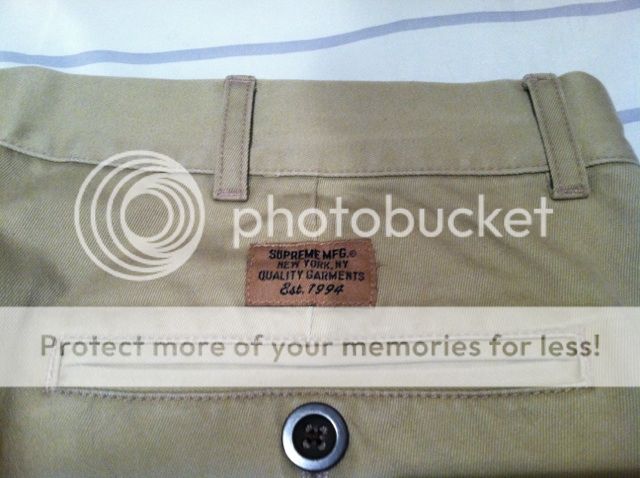 photobucket
SUPREME MFG.®
NEW YORK, NY
QUALITY GARMENTS
Est. 1994
Protect more of your memories for less!